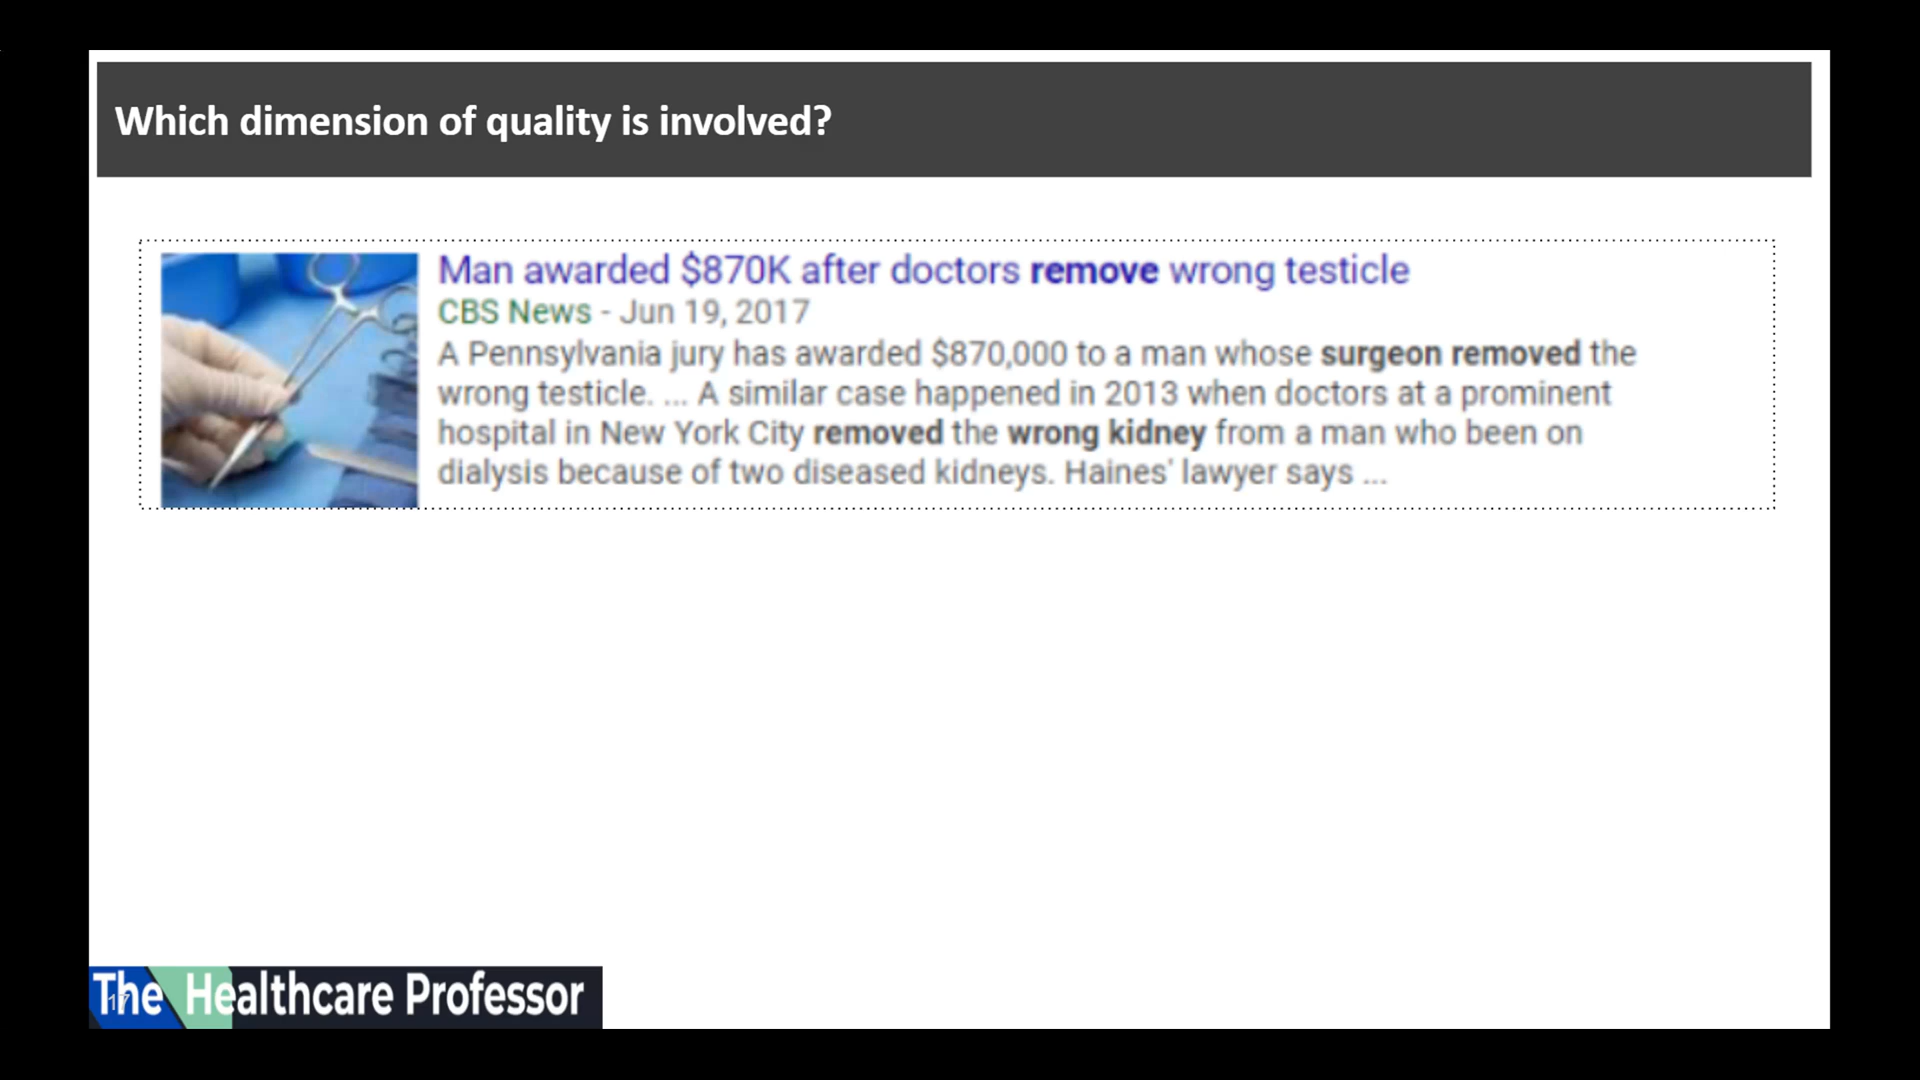 Which dimension of quality is involved?
Man awarded $870K after doctors remove wrong testicle
CBS News - Jun 19, 2017
A Pennsylvania jury has awarded $870,000 to a man whose surgeon removed the
wrong testicle. ... A similar case happened in 2013 when doctors at a prominent
hospital in New York City removed the wrong kidney from a man who been on
dialysis because of two diseased kidneys. Haines' lawyer says ...
The Healthcare Professor
17